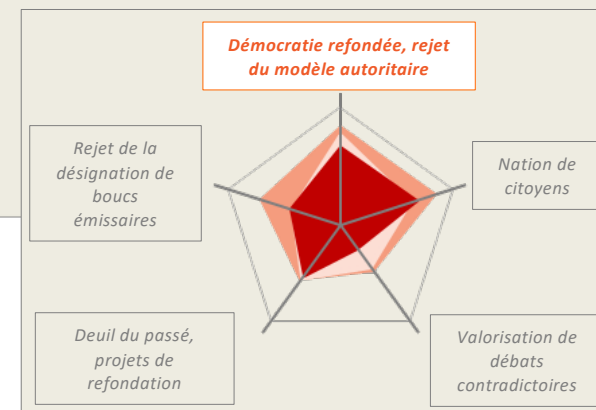 Démocratie refondée, rejet
du modèle autoritaire
Rejet de la
désignation de
boucs
émissaires
Nation de
citoyens
Deuil du passé,
projets de
refondation
Valorisation de
débats
contradictoires